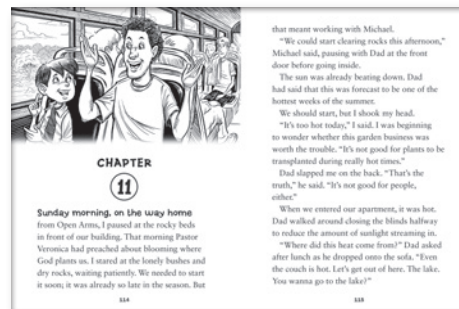 CHAPTER
11
Sunday morning, on the way home
from Open Arms, I paused at the rocky beds
in front of our building. That morning Pastor
Veronica had preached about blooming where
God plants us. I stared at the lonely bushes and
dry rocks, waiting patiently. We needed to start
it soon; it was already so late in the season. But
114
that meant working with Michael.
“We could start clearing rocks this afternoon,”
Michael said, pausing with Dad at the front
door before going inside.
The sun was already beating down. Dad
had said that this was forecast to be one of the
hottest weeks of the summer.
We should start, but I shook my head.
“It’s too hot today,” I said. I was beginning
to wonder whether this garden business was
worth the trouble. “It’s not good for plants to be
transplanted during really hot times.”
Dad slapped me on the back. “That’s the
truth,” he said. “It’s not good for people,
either.”
When we entered our apartment, it was hot.
Dad walked around closing the blinds halfway
to reduce the amount of sunlight streaming in.
“Where did this heat come from?” Dad asked
after lunch as he dropped onto the sofa. “Even
the couch is hot. Let’s get out of here. The lake.
You wanna go to the lake?”
115